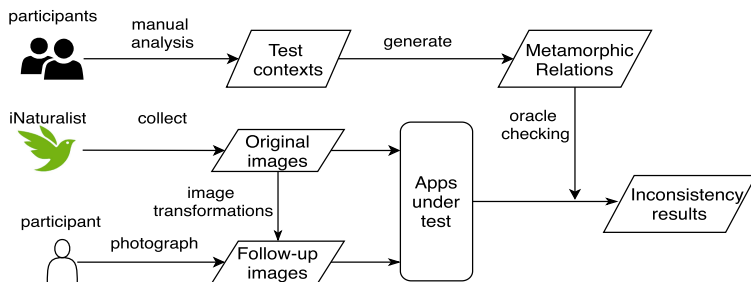 participants
manual
analysis
Test
contexts
generate
Metamorphic
Relations
iNaturalist
collect
Original
images
oracle
checking
image
transformations
Apps
under
test
Inconsistency
results
participant
photograph
Follow-up
images